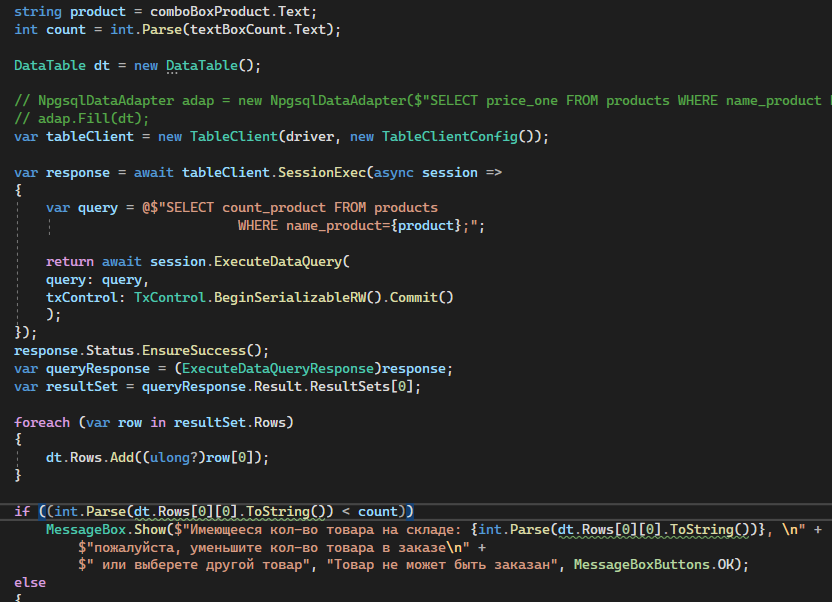 string product = comboBoxProduct.Text;
int count = int.Parse(textBoxCount.Text);
DataTable dt = new DataTable();
// NpgsqlDataAdapter adap = new NpgsqlDataAdapter($"SELECT price_one FROM products WHERE name_product
// adap.Fill(dt);
var tableClient = new TableClient(driver, new TableClientConfig());
var response = await tableClient.SessionExec(async session =>
{
var query = @$"SELECT count_product FROM products
WHERE name_product={product};";
return await session.ExecuteDataQuery(
query: query,
txControl: TxControl.BeginSerializableRW().Commit()
);
});
response.Status.EnsureSuccess();
var queryResponse = (ExecuteDataQueryResponse)response;
var resultSet = queryResponse.Result.ResultSets[0];
foreach (var row in resultSet.Rows)
{
dt.Rows.Add((ulong?)row[0]);
}
if ((int.Parse(dt.Rows[0][0].ToString()) < count))
MessageBox.Show($"Имеющееся кол-во товара на складе: {int.Parse(dt.Rows[0][0].ToString())}, \n" +
$"пожалуйста, уменьшите кол-во товара в заказе\n" +
$" или выберете другой товар", "Товар не может быть заказан", MessageBoxButtons.OK);
else
{